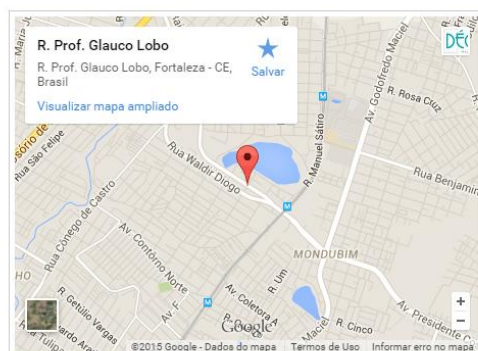 R. Prof. Glauco Lobo
R. Prof. Glauco Lobo, Fortaleza - CE,
Brasil
Salvar
Visualizar mapa ampliado
DÉC
Av. Godofredo Maciel
R. Rosa Cruz
R. Manuel Sátiro
Rua São Felipe
Rua Waldir Diogo
Rua Benjamin
Rua Cônego de Castro
MONDUBIM
Av. Contorno Norte
HO
Av. F
Av. Coletora
R. Um
R. Getúlio Vargas
Maciel
Av. Presidente C
R. Cinco
Google
+
−
©2015 Google - Dados do mapa
Termos de Uso
Informar erro no mapa